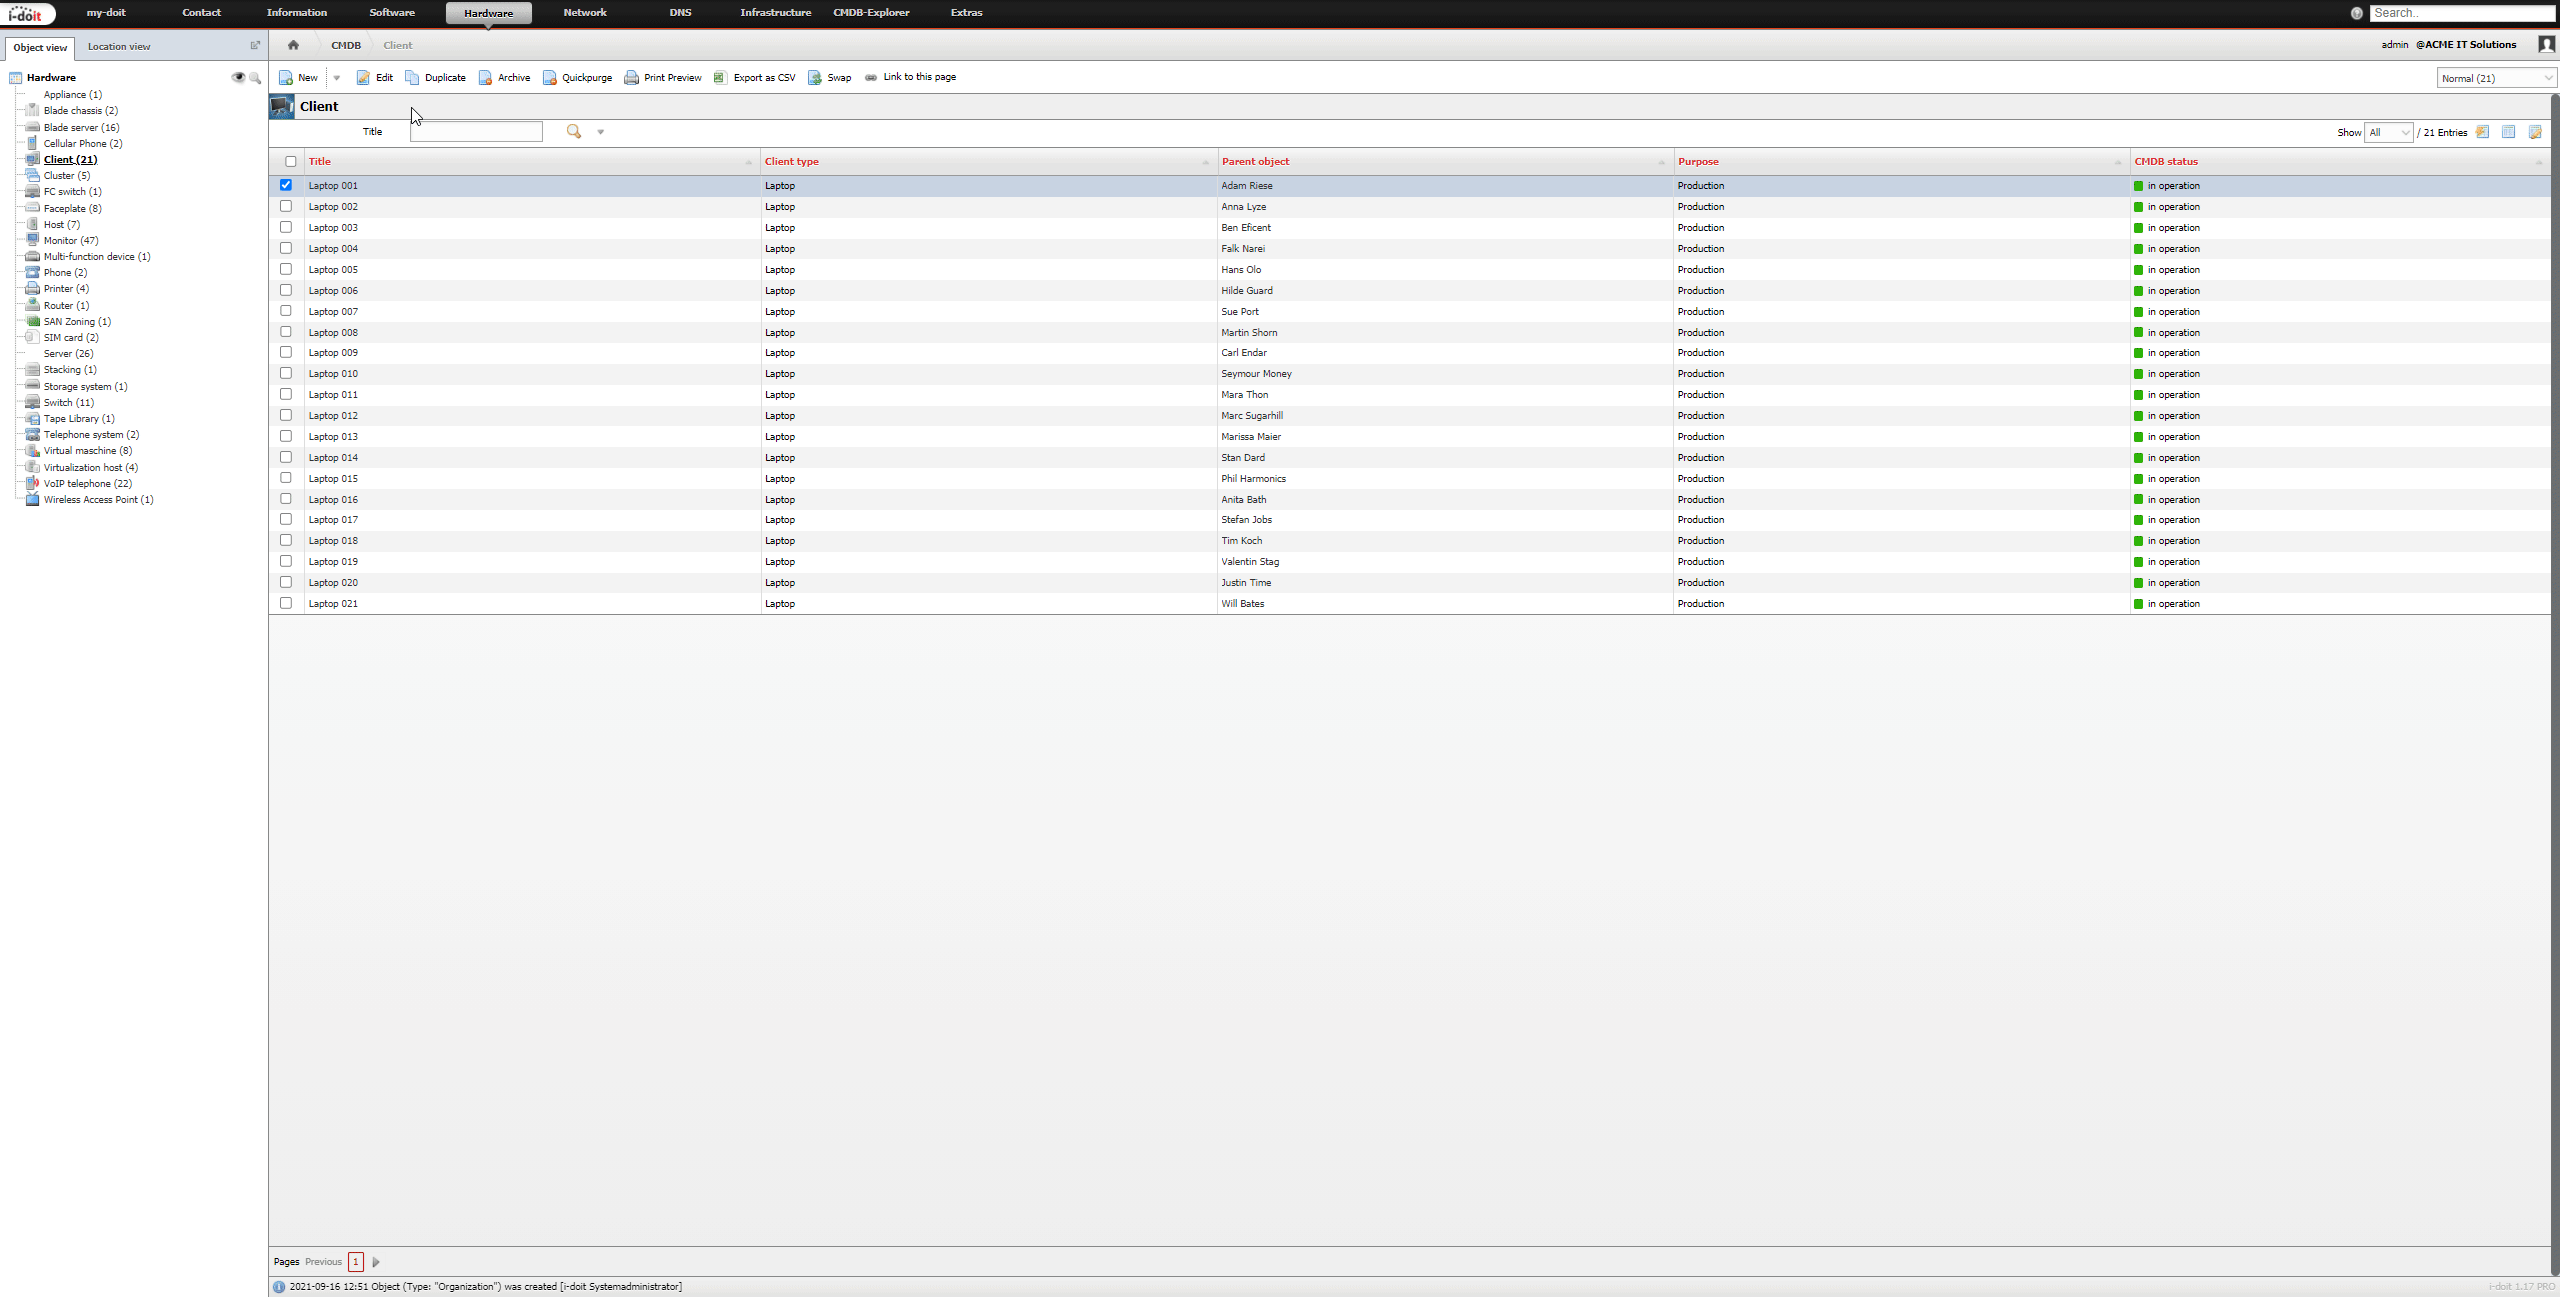 i-doit my-doit Contact Information Software Hardware Network DNS Infrastructure CMDB-Explorer Extras Search..
Object view Location view CMDB Client admin @ACME IT Solutions
New Edit Duplicate Archive Quickpurge Print Preview Export as CSV Swap Link to this page Normal (21)
Hardware
Appliance (1)
Blade chassis (2)
Blade server (16)
Cellular Phone (2)
Client (21)
Cluster (5)
FC switch (1)
Faceplate (8)
Host (7)
Monitor (47)
Multi-function device (1)
Phone (2)
Printer (4)
Router (1)
SAN Zoning (1)
SIM card (2)
Server (26)
Stacking (1)
Storage system (1)
Switch (11)
Tape Library (1)
Telephone system (2)
Virtual maschine (8)
Virtualization host (4)
VoIP telephone (22)
Wireless Access Point (1)
Client
Title Show All / 21 Entries
Title Client type Parent object Purpose CMDB status
Laptop 001 Laptop Adam Riese Production in operation
Laptop 002 Laptop Anna Lyze Production in operation
Laptop 003 Laptop Ben Eficent Production in operation
Laptop 004 Laptop Falk Narei Production in operation
Laptop 005 Laptop Hans Olo Production in operation
Laptop 006 Laptop Hilde Guard Production in operation
Laptop 007 Laptop Sue Port Production in operation
Laptop 008 Laptop Martin Shorn Production in operation
Laptop 009 Laptop Carl Endar Production in operation
Laptop 010 Laptop Seymour Money Production in operation
Laptop 011 Laptop Mara Thon Production in operation
Laptop 012 Laptop Marc Sugarhill Production in operation
Laptop 013 Laptop Marissa Maier Production in operation
Laptop 014 Laptop Stan Dard Production in operation
Laptop 015 Laptop Phil Harmonics Production in operation
Laptop 016 Laptop Anita Bath Production in operation
Laptop 017 Laptop Stefan Jobs Production in operation
Laptop 018 Laptop Tim Koch Production in operation
Laptop 019 Laptop Valentin Stag Production in operation
Laptop 020 Laptop Justin Time Production in operation
Laptop 021 Laptop Will Bates Production in operation
Pages Previous 1
2021-09-16 12:51 Object (Type: "Organization") was created [i-doit Systemadministrator] i-doit 1.17 PRO